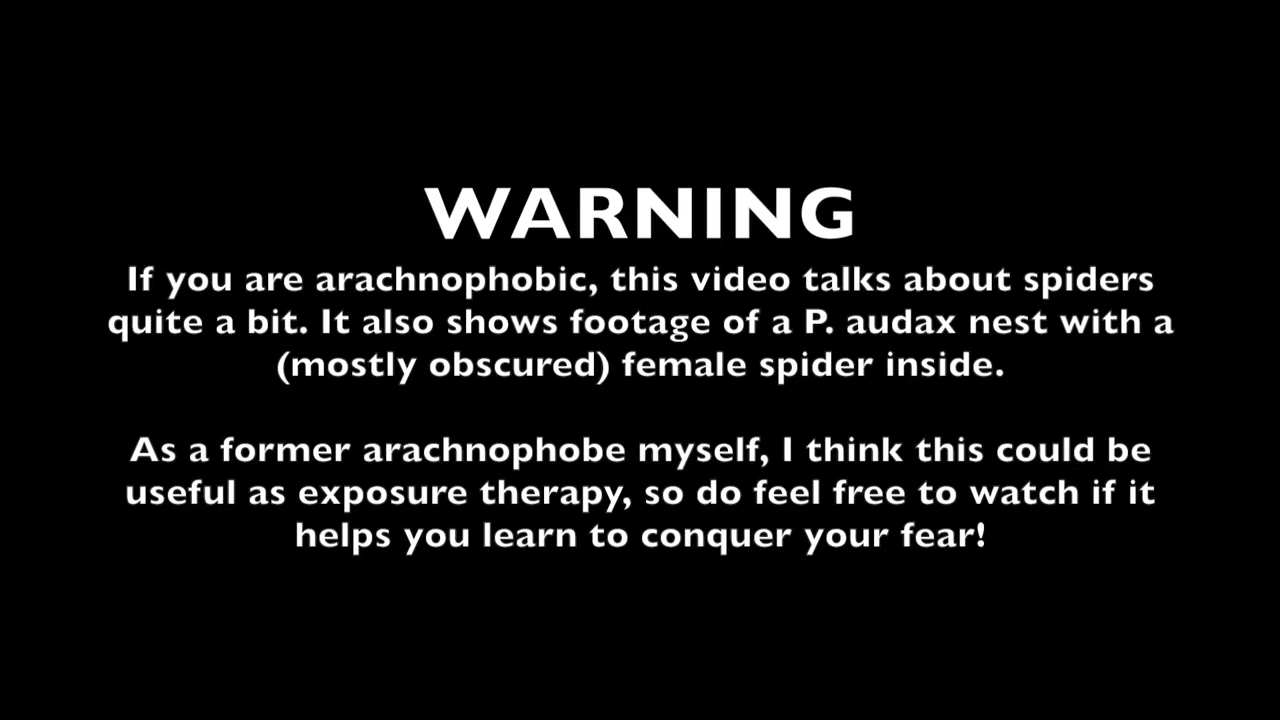 WARNING
If you are arachnophobic, this video talks about spiders
quite a bit. It also shows footage of a P. audax nest with a
(mostly obscured) female spider inside.
As a former arachnophobe myself, I think this could be
useful as exposure therapy, so do feel free to watch if it
helps you learn to conquer your fear!